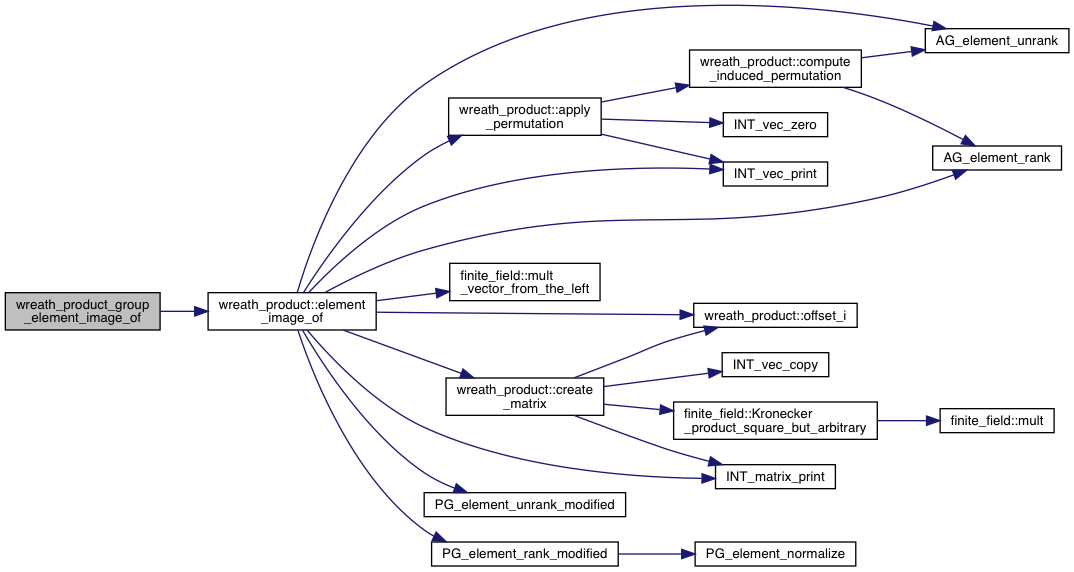 AG_element_unrank
wreath_product::compute
_induced_permutation
wreath_product::apply
_permutation
INT_vec_zero
AG_element_rank
INT_vec_print
finite_field::mult
_vector_from_the_left
wreath_product_group
_element_image_of
wreath_product::element
_image_of
wreath_product::offset_i
INT_vec_copy
wreath_product::create
_matrix
finite_field::Kronecker
_product_square_but_arbitrary
finite_field::mult
INT_matrix_print
PG_element_unrank_modified
PG_element_rank_modified
PG_element_normalize